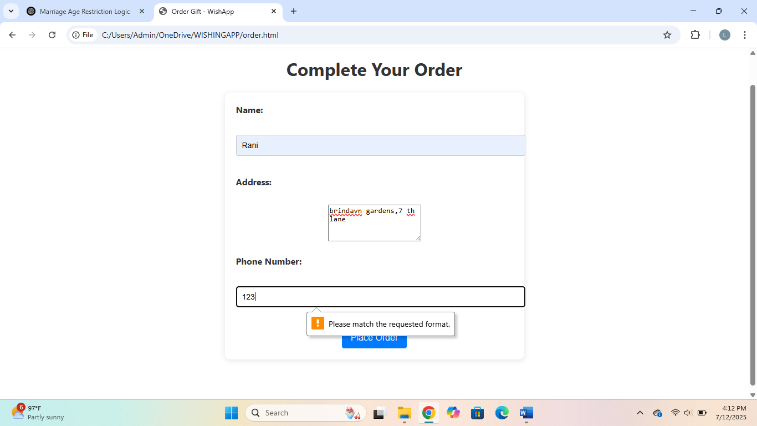 Marriage Age Restriction Logic
Order Gift - WishApp
File
C:/Users/Admin/OneDrive/WISHINGAPP/order.html
L
Complete Your Order
Name:
Rani
Address:
brindavn gardens,7 th
lane
Phone Number:
123
Please match the requested format.
Place Order
6
97°F
Partly sunny
Search
4:12 PM
7/12/2025